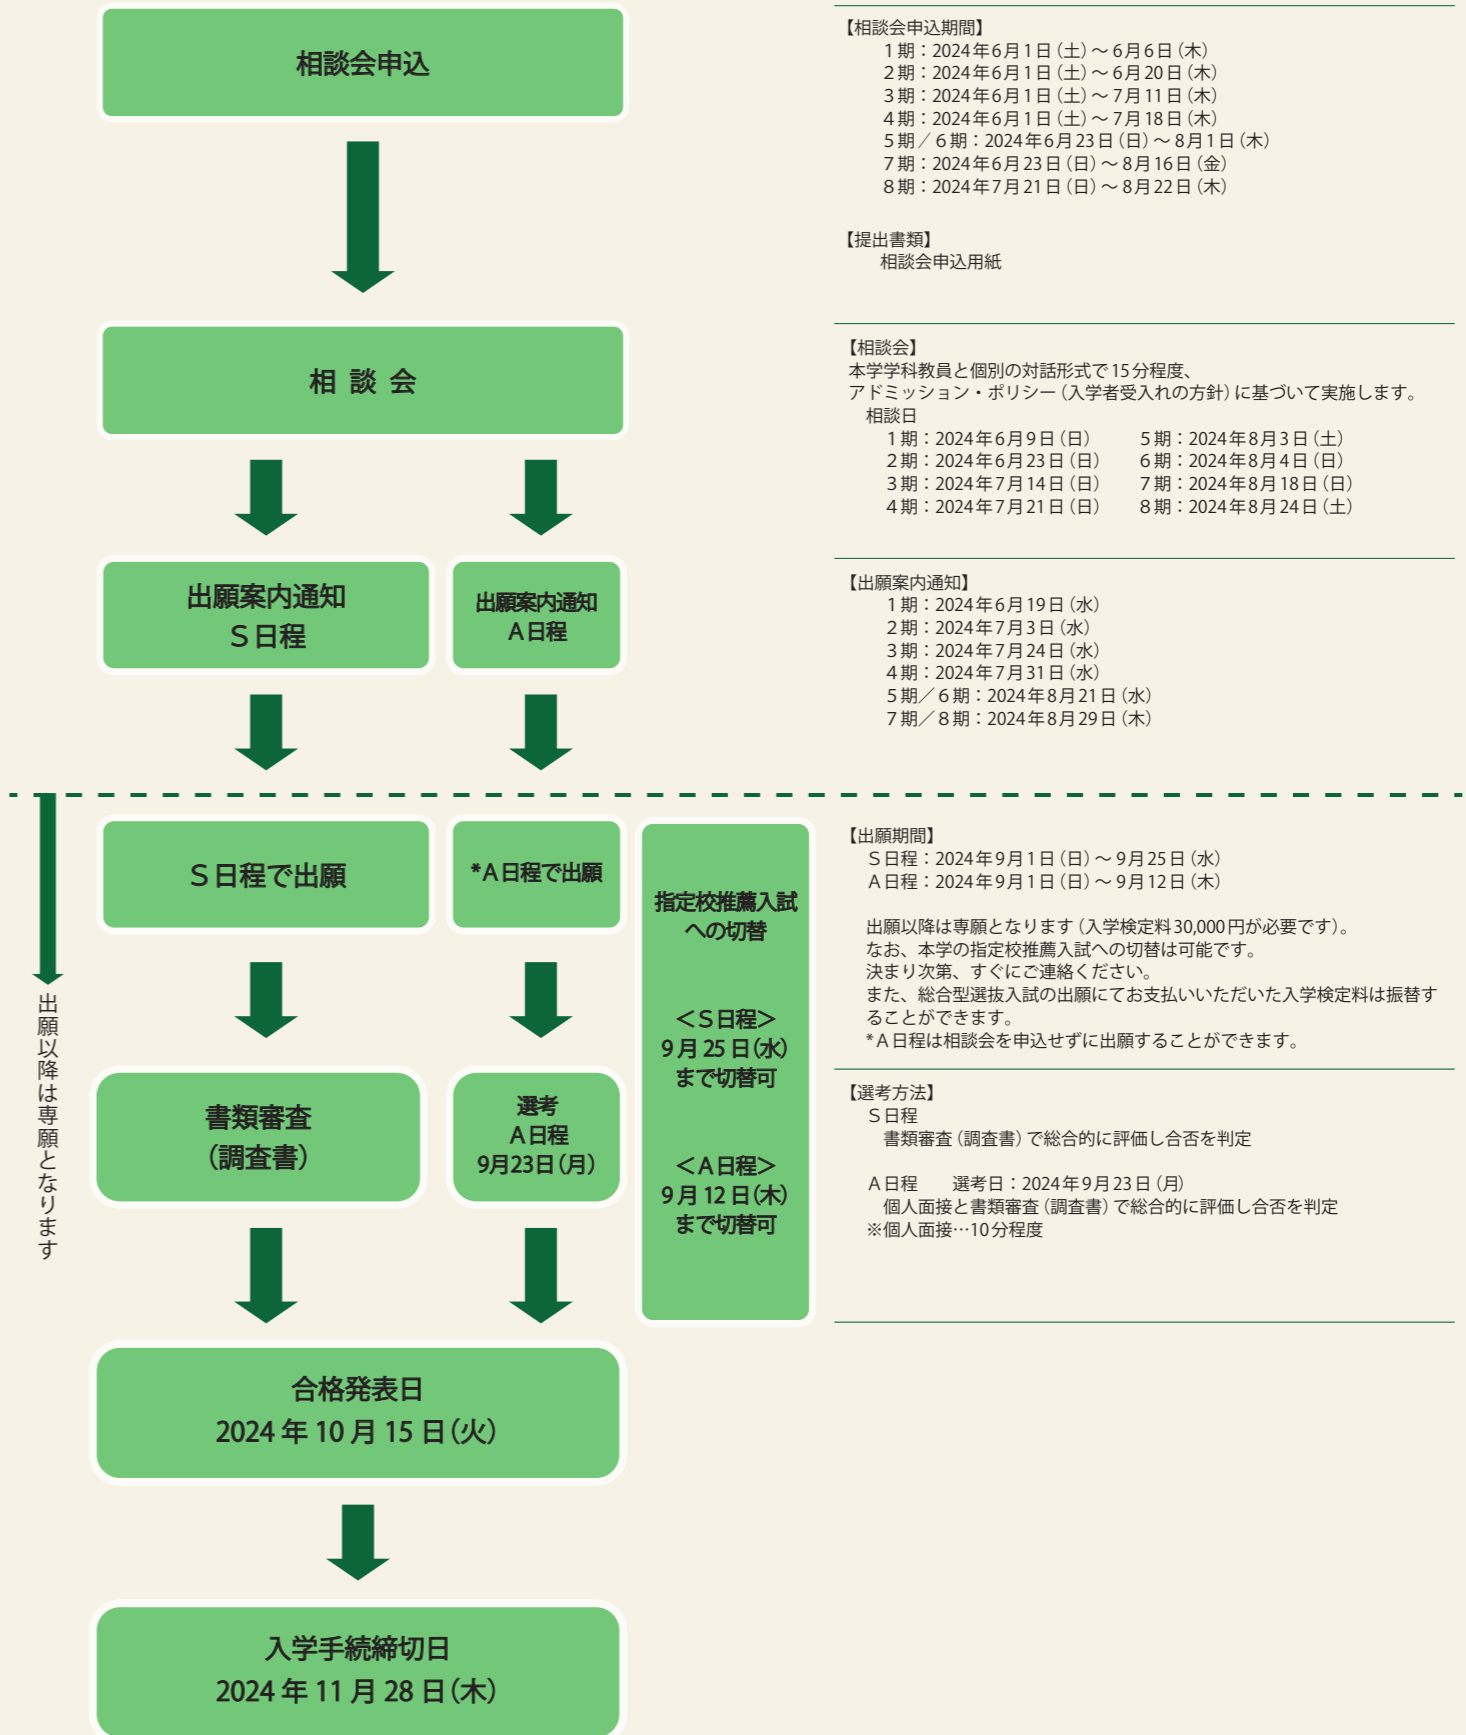 相談会申込
【相談会申込期間】
1期：2024年6月1日（土）～6月6日（木）
2期：2024年6月1日（土）～6月20日（木）
3期：2024年6月1日（土）～7月11日（木）
4期：2024年6月1日（土）～7月18日（木）
5期／6期：2024年6月23日（日）～8月1日（木）
7期：2024年6月23日（日）～8月16日（金）
8期：2024年7月21日（日）～8月22日（木）
【提出書類】
相談会申込用紙
相 談 会
【相談会】
本学学科教員と個別の対話形式で15分程度、
アドミッション・ポリシー（入学者受入れの方針）に基づいて実施します。
相談日
1期：2024年6月9日（日） 5期：2024年8月3日（土）
2期：2024年6月23日（日） 6期：2024年8月4日（日）
3期：2024年7月14日（日） 7期：2024年8月18日（日）
4期：2024年7月21日（日） 8期：2024年8月24日（土）
出願案内通知
S日程
出願案内通知
A日程
【出願案内通知】
1期：2024年6月19日（水）
2期：2024年7月3日（水）
3期：2024年7月24日（水）
4期：2024年7月31日（水）
5期／6期：2024年8月21日（水）
7期／8期：2024年8月29日（木）
出願以降は専願となります
S日程で出願
*A日程で出願
指定校推薦入試
への切替
＜S日程＞
9月25日（水）
まで切替可
＜A日程＞
9月12日（木）
まで切替可
【出願期間】
S日程：2024年9月1日（日）～9月25日（水）
A日程：2024年9月1日（日）～9月12日（木）
出願以降は専願となります（入学検定料30,000円が必要です）。
なお、本学の指定校推薦入試への切替は可能です。
決まり次第、すぐにご連絡ください。
また、総合型選抜入試の出願にてお支払いいただいた入学検定料は振替す
ることができます。
*A日程は相談会を申込せずに出願することができます。
書類審査
（調査書）
選考
A日程
9月23日（月）
【選考方法】
S日程
書類審査（調査書）で総合的に評価し合否を判定
A日程 選考日：2024年9月23日（月）
個人面接と書類審査（調査書）で総合的に評価し合否を判定
※個人面接…10分程度
合格発表日
2024年10月15日（火）
入学手続締切日
2024年11月28日（木）